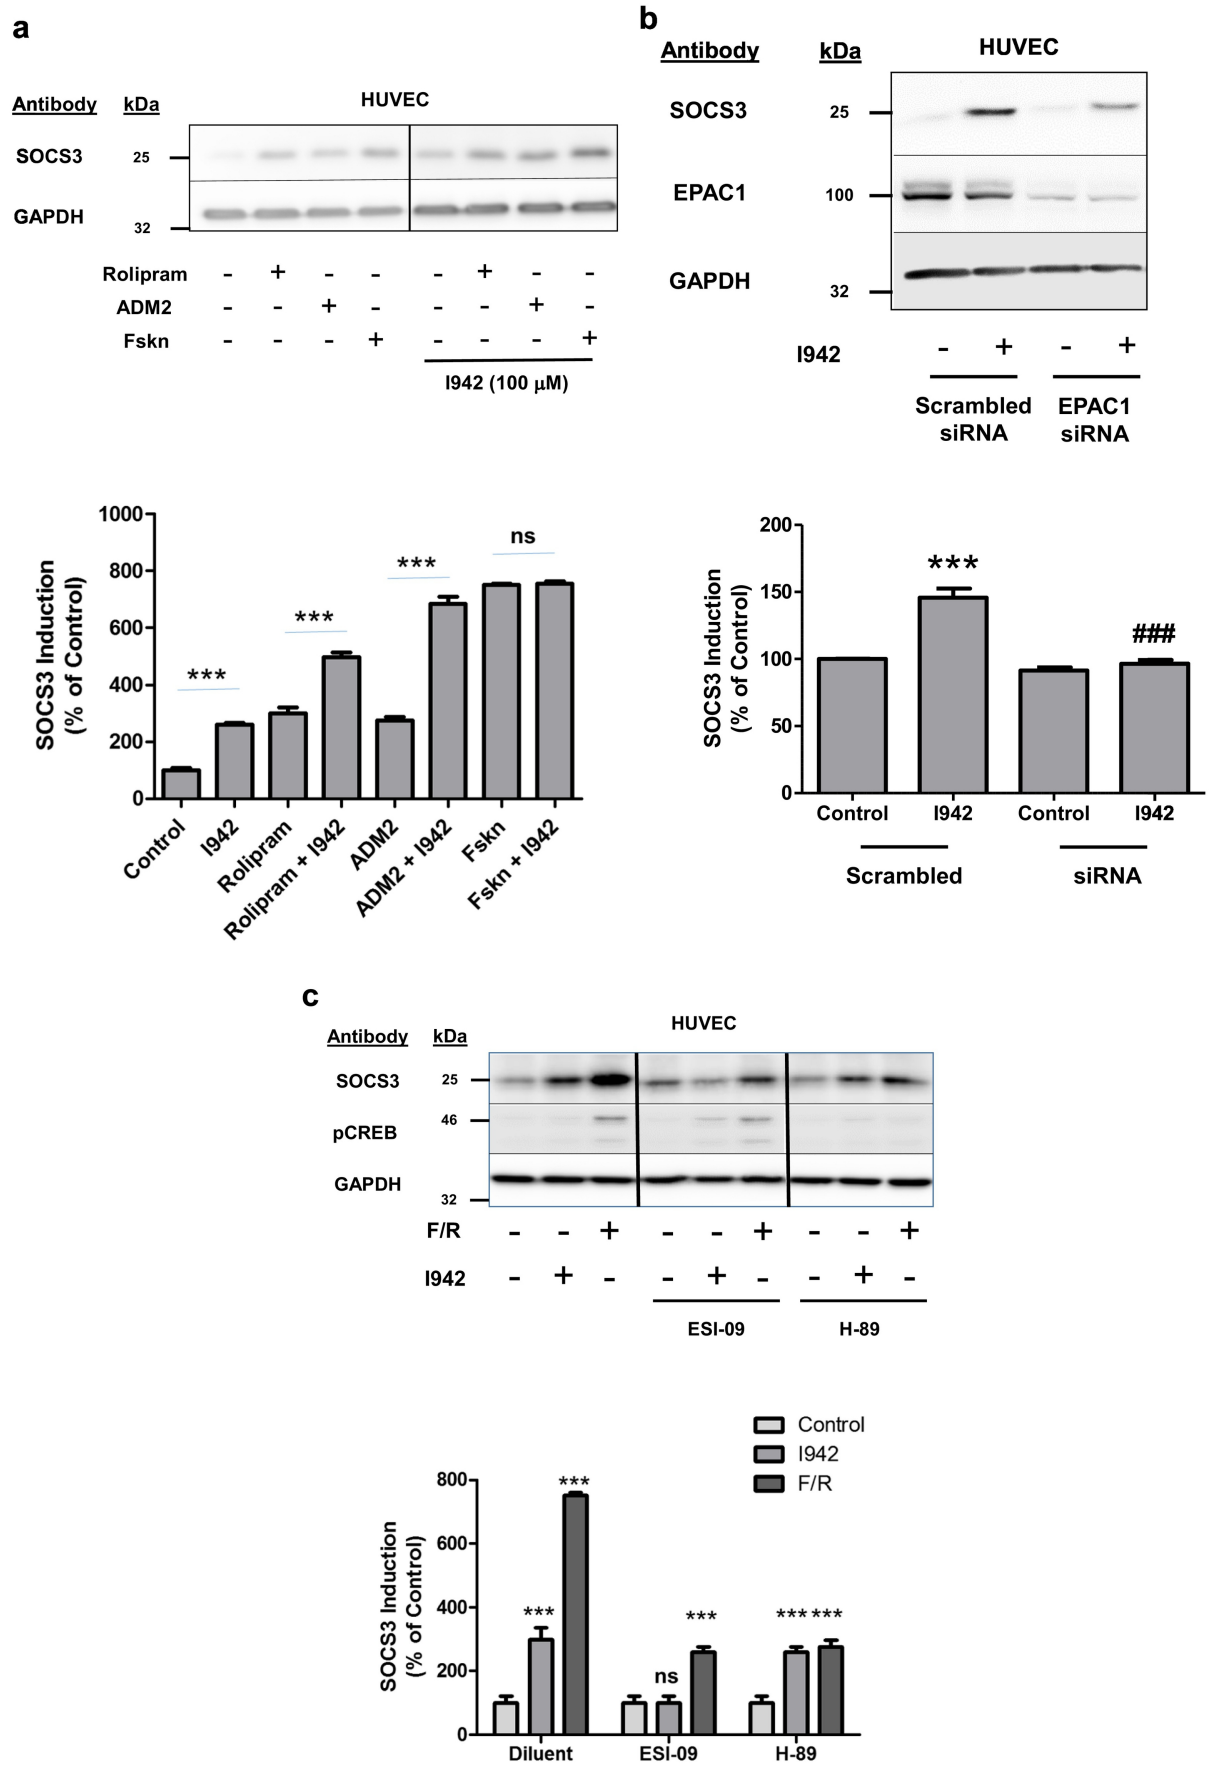 a
Antibody kDa HUVEC
SOCS3 25
GAPDH
32
Rolipram - + - - - + - -
ADM2 - - + - - - + -
Fskn - - - + - - - +
I942 (100 µM)
SOCS3 Induction
(% of Control)
1000
800
600
400
200
0
***
***
***
ns
Control
I942
Rolipram
Rolipram + I942
ADM2
ADM2 + I942
Fskn
Fskn + I942
b
Antibody kDa HUVEC
SOCS3 25
EPAC1 100
GAPDH
32
I942 - + - +
Scrambled
siRNA
EPAC1
siRNA
SOCS3 Induction
(% of Control)
200
150
100
50
0
***
###
Control I942 Control I942
Scrambled siRNA
c
HUVEC
Antibody kDa
SOCS3 25
46
pCREB
GAPDH
32
F/R - - + - - + - - +
I942 - + - - + - - + -
ESI-09 H-89
Control
I942
F/R
SOCS3 Induction
(% of Control)
800
600
400
200
0
***
***
ns
***
*** ***
Diluent ESI-09 H-89